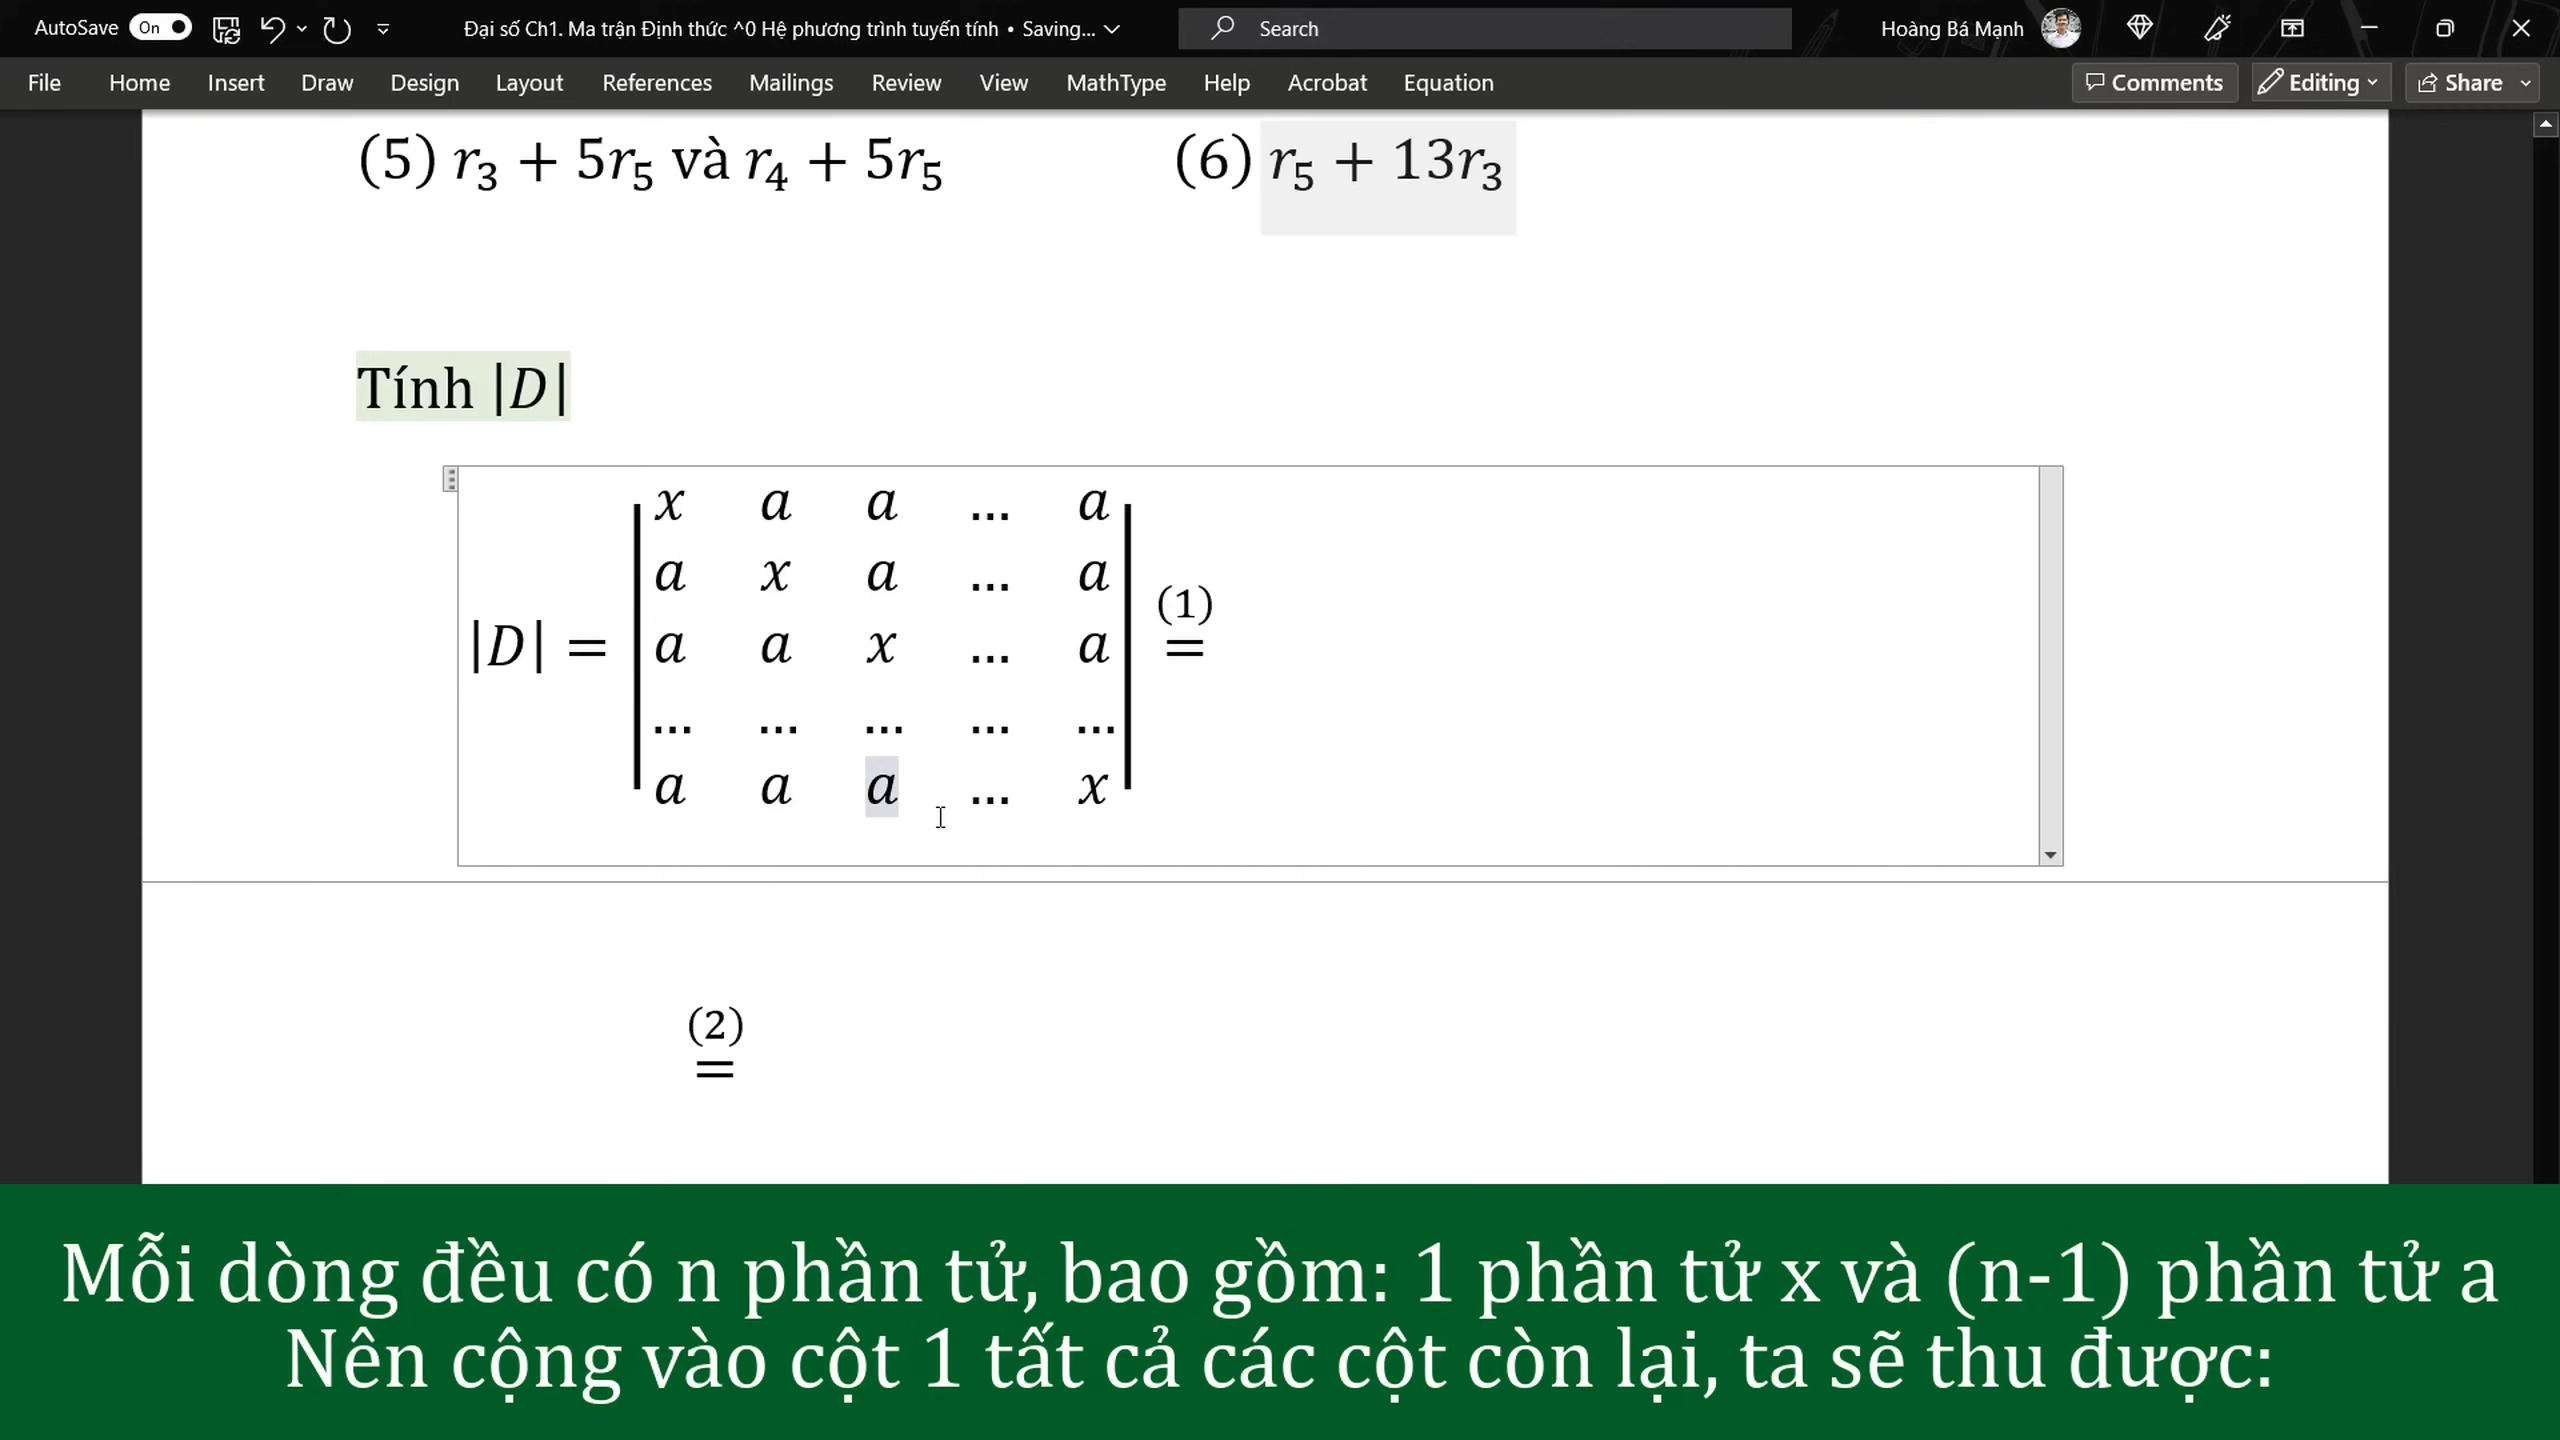 AutoSave On Đại số Ch1. Ma trận Định thức ^0 Hệ phương trình tuyến tính • Saving... Search Hoàng Bá Mạnh
File Home Insert Draw Design Layout References Mailings Review View MathType Help Acrobat Equation Comments Editing Share
(5) r₃ + 5r₅ và r₄ + 5r₅ (6) r₅ + 13r₃
Tính |D|
x a a ... a
a x a ... a
(1)
|D| = a a x ... a =
... ... ... ... ...
a a a ... x
(2)
=
Mỗi dòng đều có n phần tử, bao gồm: 1 phần tử x và (n-1) phần tử a
Nên cộng vào cột 1 tất cả các cột còn lại, ta sẽ thu được: